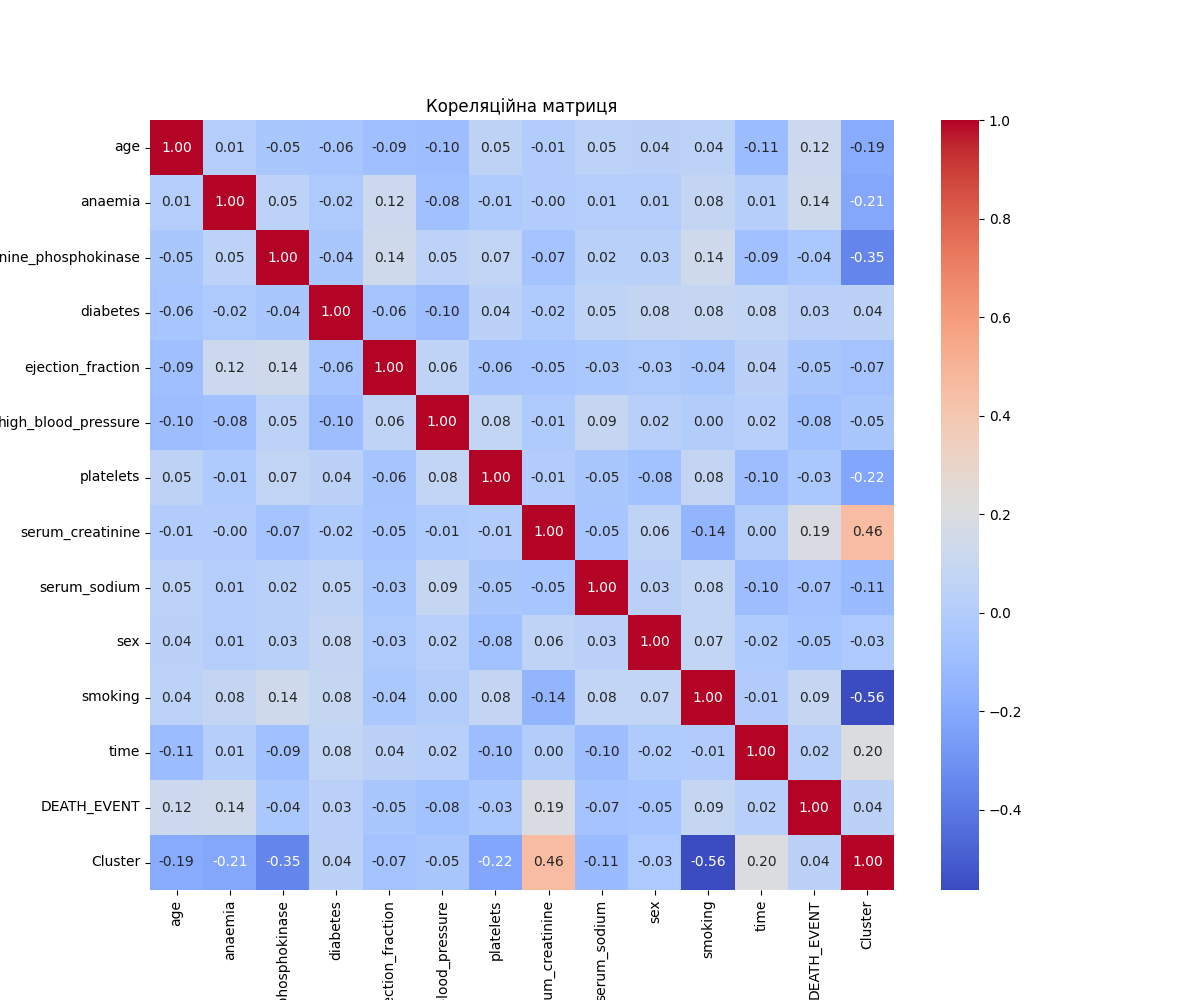 Кореляційна матриця
age 1.00 0.01 -0.05 -0.06 -0.09 -0.10 0.05 -0.01 0.05 0.04 0.04 -0.11 0.12 -0.19
anaemia 0.01 1.00 0.05 -0.02 0.12 -0.08 -0.01 -0.00 0.01 0.01 0.08 0.01 0.14 -0.21
nine_phosphokinase -0.05 0.05 1.00 -0.04 0.14 0.05 0.07 -0.07 0.02 0.03 0.14 -0.09 -0.04 -0.35
diabetes -0.06 -0.02 -0.04 1.00 -0.06 -0.10 0.04 -0.02 0.05 0.08 0.08 0.08 0.03 0.04
ejection_fraction -0.09 0.12 0.14 -0.06 1.00 0.06 -0.06 -0.05 -0.03 -0.03 -0.04 0.04 -0.05 -0.07
high_blood_pressure -0.10 -0.08 0.05 -0.10 0.06 1.00 0.08 -0.01 0.09 0.02 0.00 0.02 -0.08 -0.05
platelets 0.05 -0.01 0.07 0.04 -0.06 0.08 1.00 -0.01 -0.05 -0.08 0.08 -0.10 -0.03 -0.22
serum_creatinine -0.01 -0.00 -0.07 -0.02 -0.05 -0.01 -0.01 1.00 -0.05 0.06 -0.14 0.00 0.19 0.46
serum_sodium 0.05 0.01 0.02 0.05 -0.03 0.09 -0.05 -0.05 1.00 0.03 0.08 -0.10 -0.07 -0.11
sex 0.04 0.01 0.03 0.08 -0.03 0.02 -0.08 0.06 0.03 1.00 0.07 -0.02 -0.05 -0.03
smoking 0.04 0.08 0.14 0.08 -0.04 0.00 0.08 -0.14 0.08 0.07 1.00 -0.01 0.09 -0.56
time -0.11 0.01 -0.09 0.08 0.04 0.02 -0.10 0.00 -0.10 -0.02 -0.01 1.00 0.02 0.20
DEATH_EVENT 0.12 0.14 -0.04 0.03 -0.05 -0.08 -0.03 0.19 -0.07 -0.05 0.09 0.02 1.00 0.04
Cluster -0.19 -0.21 -0.35 0.04 -0.07 -0.05 -0.22 0.46 -0.11 -0.03 -0.56 0.20 0.04 1.00
age
anaemia
phosphokinase
diabetes
ection_fraction
lood_pressure
platelets
um_creatinine
serum_sodium
sex
smoking
time
DEATH_EVENT
Cluster
1.0
0.8
0.6
0.4
0.2
0.0
−0.2
−0.4